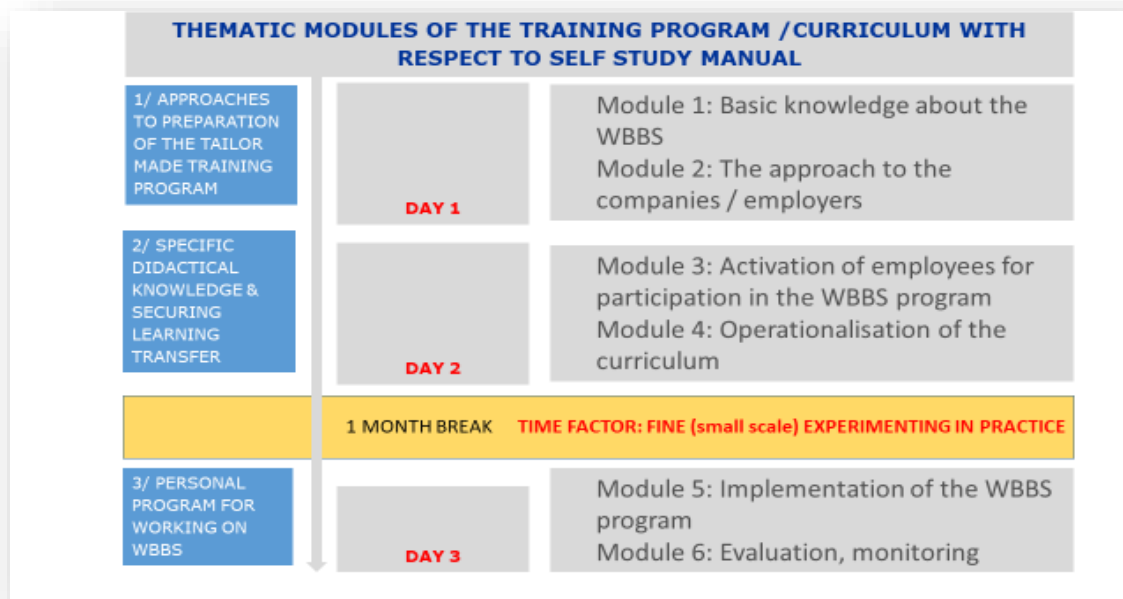 THEMATIC MODULES OF THE TRAINING PROGRAM /CURRICULUM WITH
RESPECT TO SELF STUDY MANUAL
1/ APPROACHES
TO PREPARATION
OF THE TAILOR
MADE TRAINING
PROGRAM
DAY 1
Module 1: Basic knowledge about the
WBBS
Module 2: The approach to the
companies / employers
2/ SPECIFIC
DIDACTICAL
KNOWLEDGE &
SECURING
LEARNING
TRANSFER
DAY 2
Module 3: Activation of employees for
participation in the WBBS program
Module 4: Operationalisation of the
curriculum
1 MONTH BREAK TIME FACTOR: FINE (small scale) EXPERIMENTING IN PRACTICE
3/ PERSONAL
PROGRAM FOR
WORKING ON
WBBS
DAY 3
Module 5: Implementation of the WBBS
program
Module 6: Evaluation, monitoring